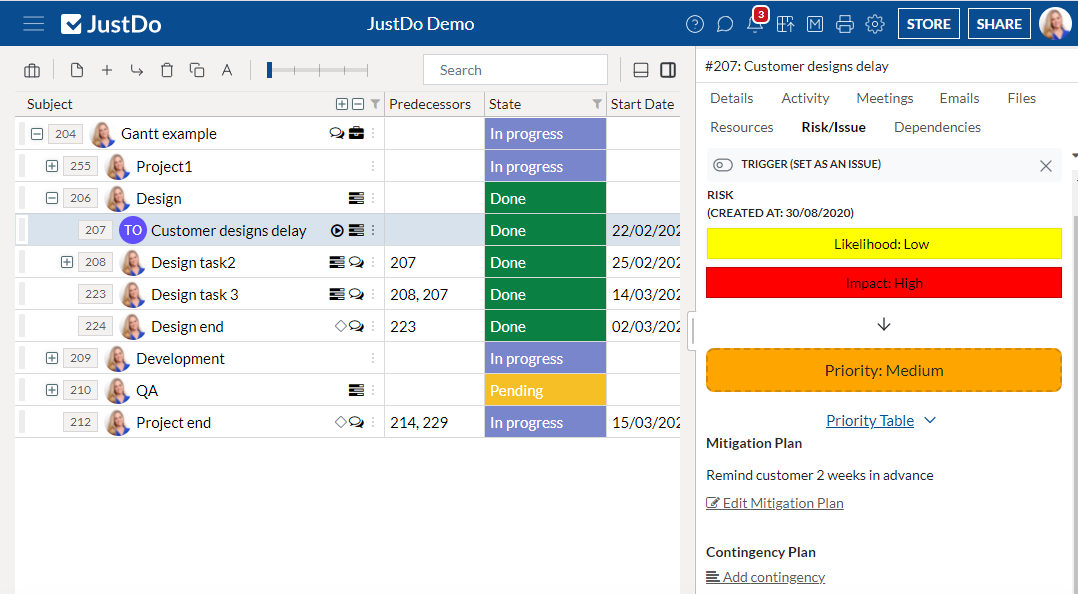 JustDo
JustDo Demo
3
STORE
SHARE
Search
Subject
Predecessors
State
Start Date
204 Gantt example In progress
255 Project1 In progress
206 Design Done
207 TO Customer designs delay Done 22/02/202
208 Design task2 207 Done 25/02/202
223 Design task 3 208, 207 Done 14/03/202
224 Design end 223 Done 02/03/202
209 Development In progress
210 QA Pending
212 Project end 214, 229 In progress 15/03/202
#207: Customer designs delay
Details Activity Meetings Emails Files
Resources Risk/Issue Dependencies
TRIGGER (SET AS AN ISSUE)
RISK
(CREATED AT: 30/08/2020)
Likelihood: Low
Impact: High
Priority: Medium
Priority Table
Mitigation Plan
Remind customer 2 weeks in advance
Edit Mitigation Plan
Contingency Plan
Add contingency